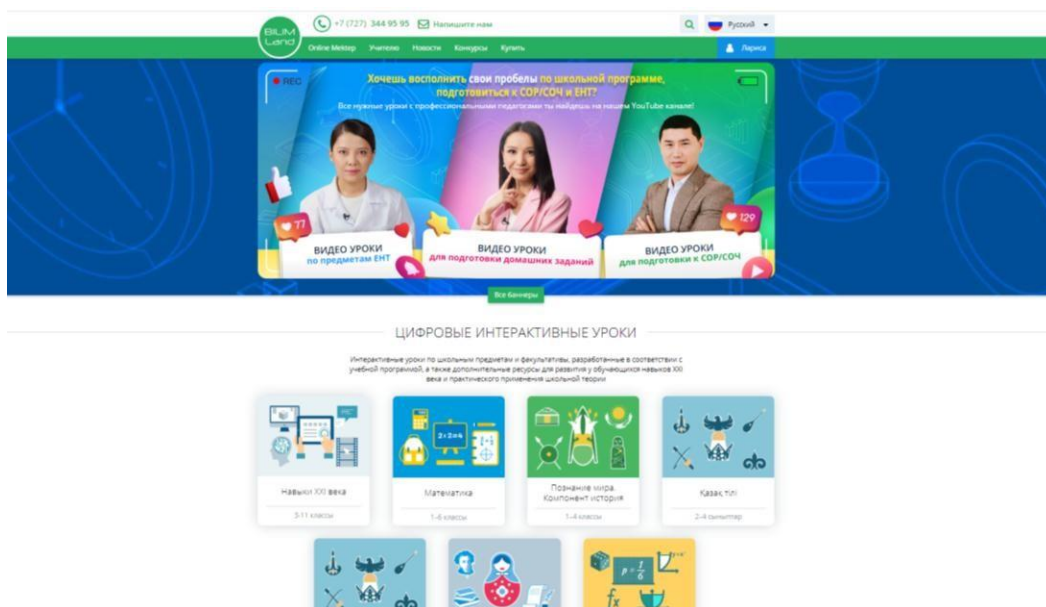 BILIM
Land
+7 (727) 344 95 95
Напишите нам
Русский
Online Mektep
Учителю
Новости
Конкурсы
Купить
Лариса
REC
Хочешь восполнить свои пробелы по школьной программе,
подготовиться к СОР/СОЧ и ЕНТ?
Все нужные уроки с профессиональными педагогами ты найдешь на нашем YouTube канале!
77
129
ВИДЕО УРОКИ
по предметам ЕНТ
ВИДЕО УРОКИ
для подготовки домашних заданий
ВИДЕО УРОКИ
для подготовки к СОР/СОЧ
Все баннеры
ЦИФРОВЫЕ ИНТЕРАКТИВНЫЕ УРОКИ
Интерактивные уроки по школьным предметам и факультативы, разработанные в соответствии с
учебной программой, а также дополнительные ресурсы для развития у обучающихся навыков XXI
века и практического применения школьной теории
2+2=4
Навыки XXI века
5-11 классы
Математика
1-6 классы
Познание мира.
Компонент история
1-4 классы
Қазақ тілі
2-4 сыныптар